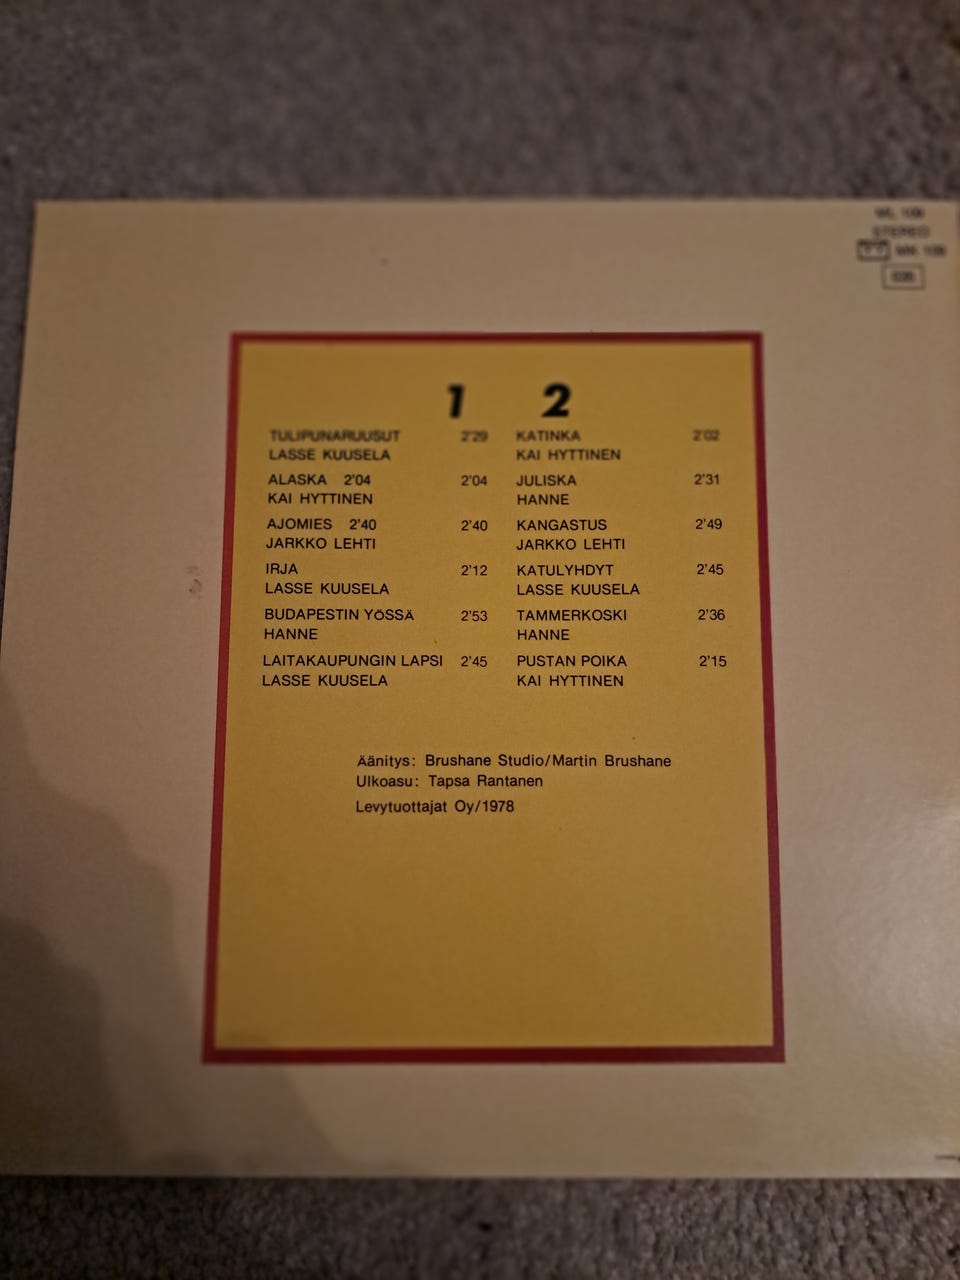 ML 109
STEREO
MK 109
1
TULIPUNARUUSUT 2'29
LASSE KUUSELA
ALASKA 2'04 2'04
KAI HYTTINEN
AJOMIES 2'40 2'40
JARKKO LEHTI
IRJA 2'12
LASSE KUUSELA
BUDAPESTIN YÖSSÄ 2'53
HANNE
LAITAKAUPUNGIN LAPSI 2'45
LASSE KUUSELA
2
KATINKA 2'02
KAI HYTTINEN
JULISKA 2'31
HANNE
KANGASTUS 2'49
JARKKO LEHTI
KATULYHDYT 2'45
LASSE KUUSELA
TAMMERKOSKI 2'36
HANNE
PUSTAN POIKA 2'15
KAI HYTTINEN
Äänitys: Brushane Studio/Martin Brushane
Ulkoasu: Tapsa Rantanen
Levytuottajat Oy/1978